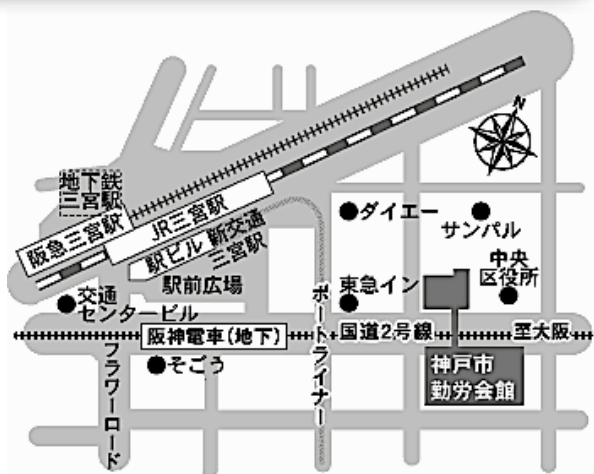 N
地下鉄
三宮駅
阪急三宮駅
JR三宮駅
駅ビル
新交通
三宮駅
駅前広場
ダイエー
サンパル
中央
区役所
東急イン
交通
センタービル
ポートライナー
阪神電車(地下)
国道2号線
至大阪
そごう
フラワーロード
神戸市
勤労会館